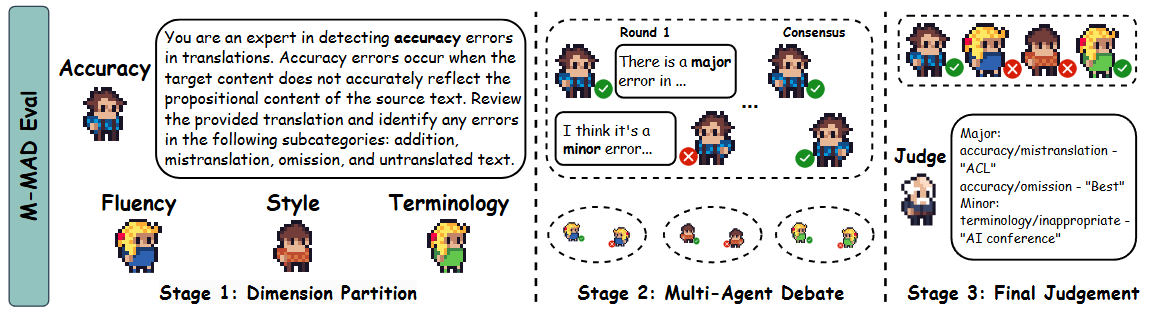 M-MAD Eval
Accuracy
You are an expert in detecting accuracy errors
in translations. Accuracy errors occur when the
target content does not accurately reflect the
propositional content of the source text. Review
the provided translation and identify any errors
in the following subcategories: addition,
mistranslation, omission, and untranslated text.
Fluency
Style
Terminology
Stage 1: Dimension Partition
Round 1
Consensus
There is a major
error in ...
...
I think it's a
minor error...
Stage 2: Multi-Agent Debate
Judge
Major:
accuracy/mistranslation -
"ACL"
accuracy/omission - "Best"
Minor:
terminology/inappropriate -
"AI conference"
Stage 3: Final Judgement